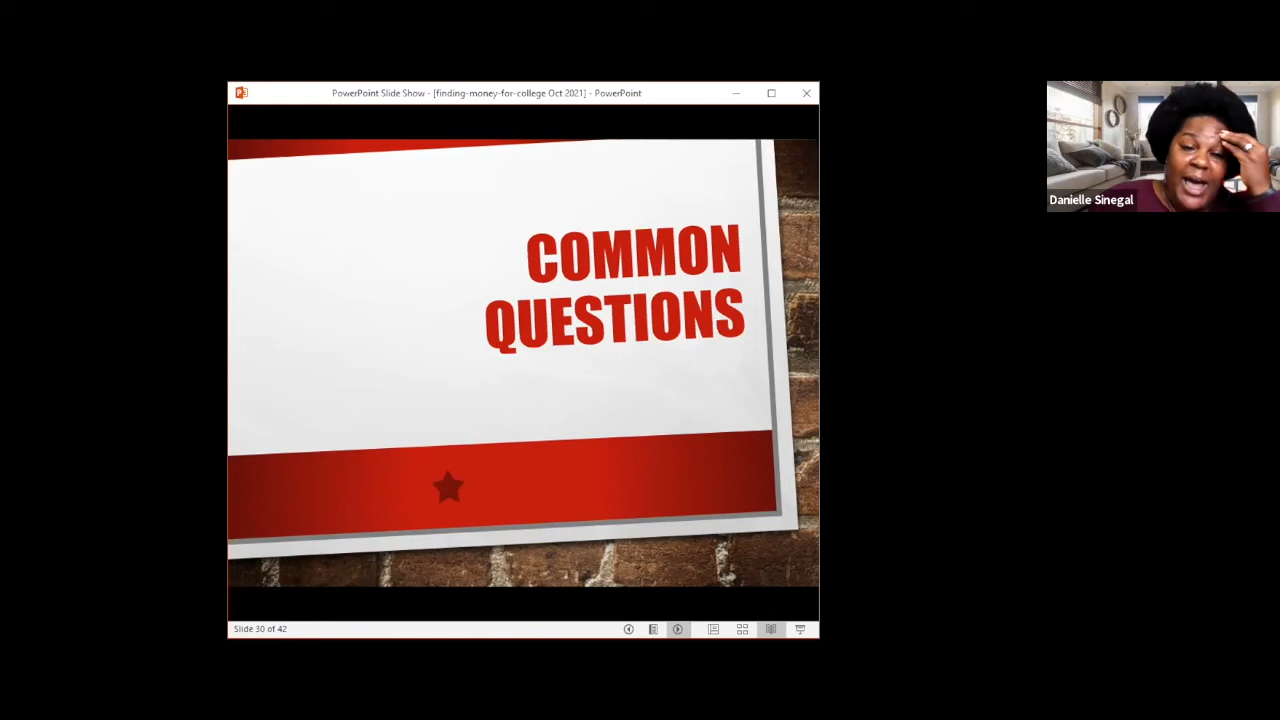 PowerPoint Slide Show - [finding-money-for-college Oct 2021] - PowerPoint
COMMON
QUESTIONS
Danielle Sinegal
Slide 30 of 42